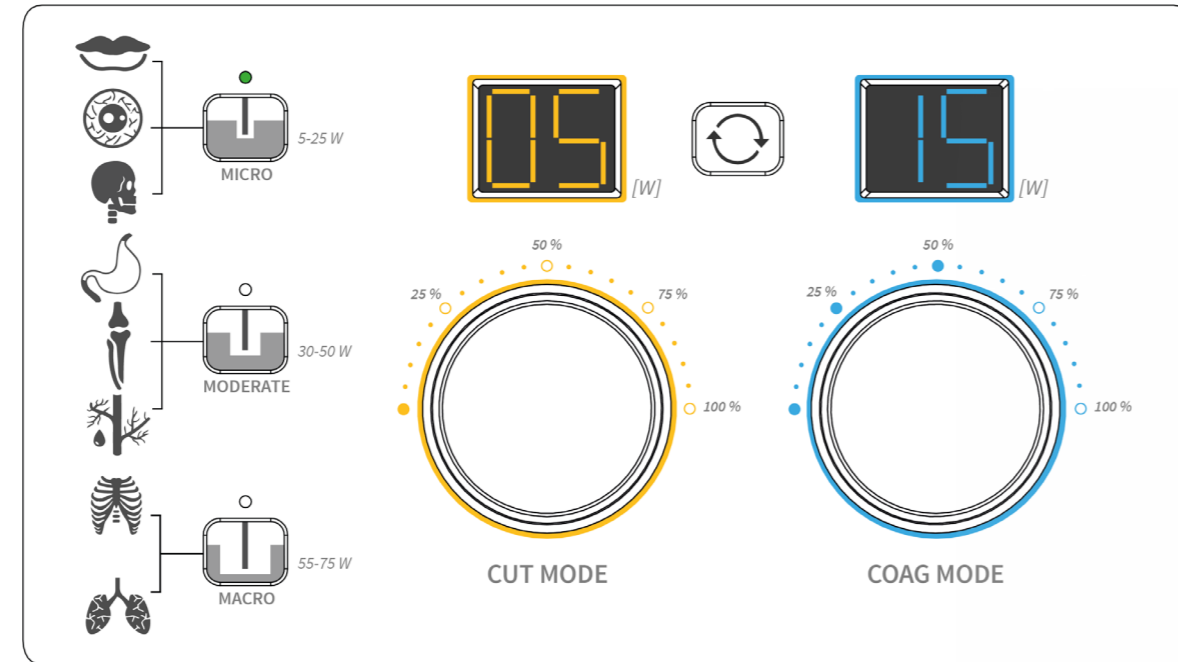 5-25 W
MICRO
30-50 W
MODERATE
55-75 W
MACRO
05
[W]
50 %
25 %
75 %
100 %
CUT MODE
15
[W]
50 %
25 %
75 %
100 %
COAG MODE